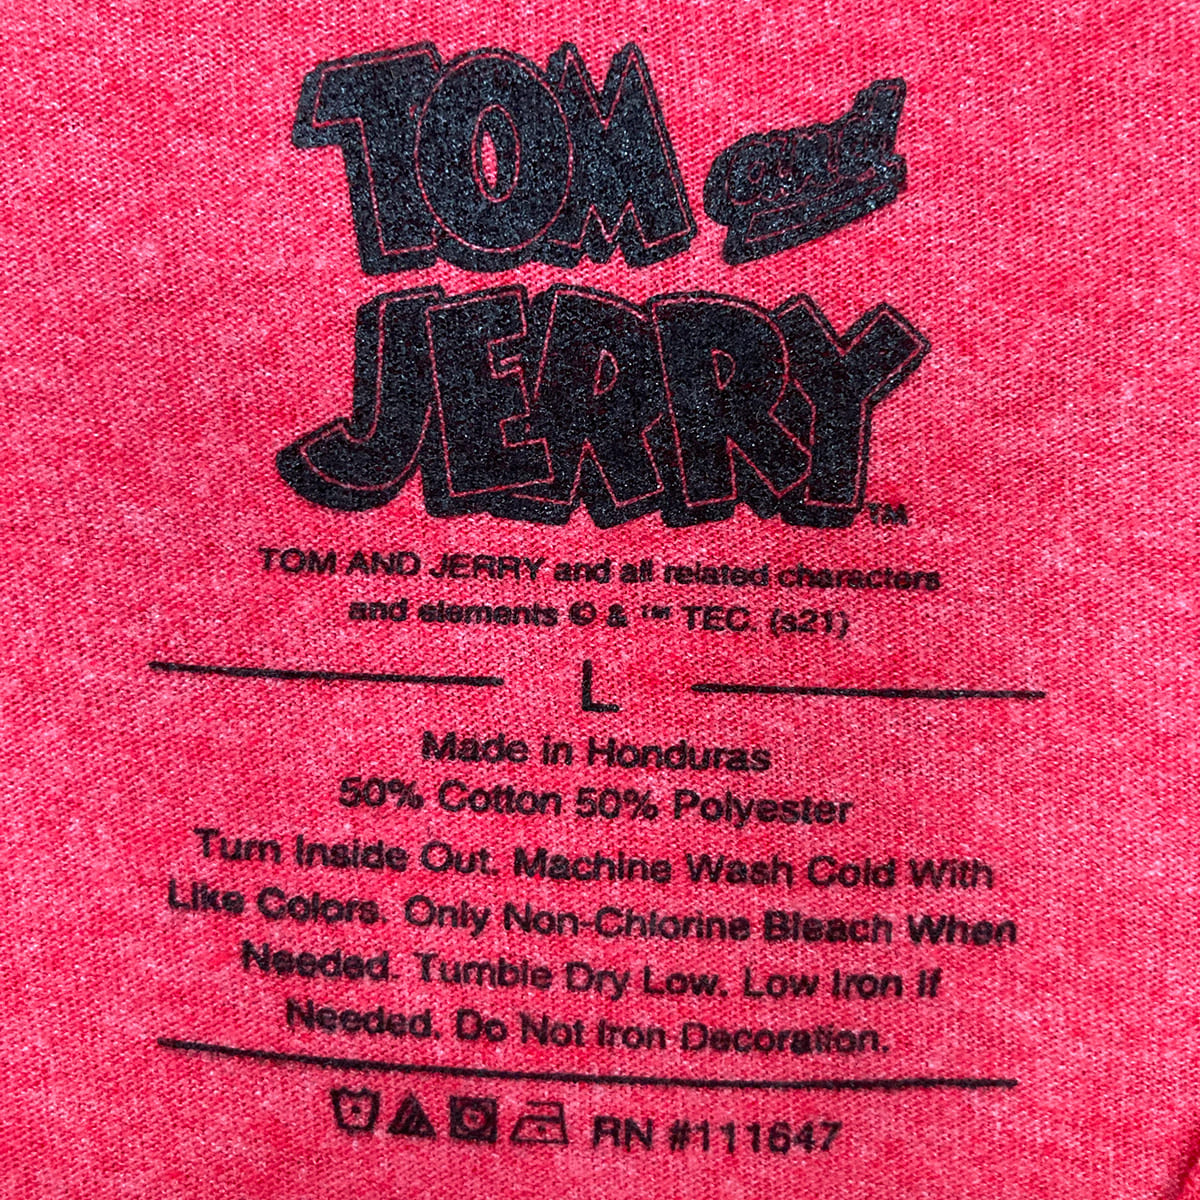 TOM and
JERRY™
TOM AND JERRY and all related characters
and elements © & ™ TEC. (s21)
L
Made in Honduras
50% Cotton 50% Polyester
Turn Inside Out. Machine Wash Cold With
Like Colors. Only Non-Chlorine Bleach When
Needed. Tumble Dry Low. Low Iron If
Needed. Do Not Iron Decoration.
RN #111647